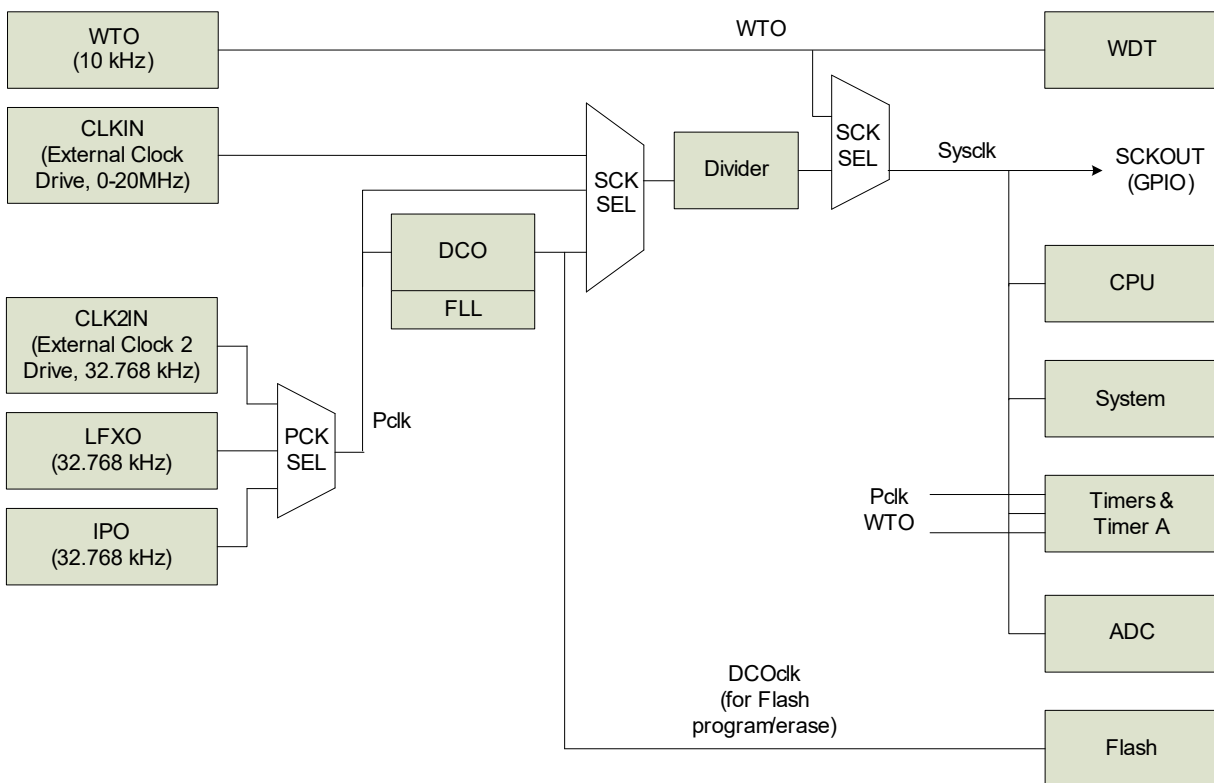 WTO
(10 kHz)
WTO
WDT
CLKIN
(External Clock
Drive, 0-20MHz)
SCK
SEL
Divider
SCK
SEL
Sysclk
SCKOUT
(GPIO)
DCO
FLL
CPU
CLK2IN
(External Clock 2
Drive, 32.768 kHz)
System
LFXO
(32.768 kHz)
PCK
SEL
Pclk
IPO
(32.768 kHz)
Pclk
WTO
Timers &
Timer A
ADC
DCOclk
(for Flash
program/erase)
Flash